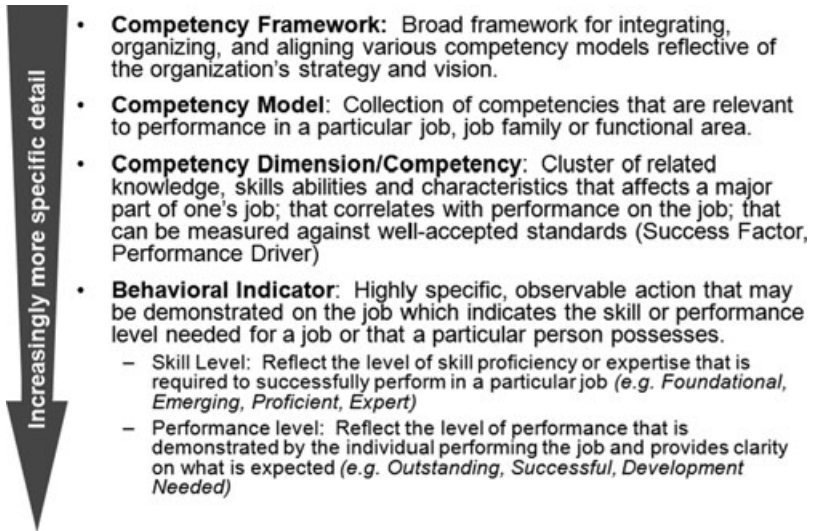 Increasingly more specific detail
• Competency Framework: Broad framework for integrating,
organizing, and aligning various competency models reflective of
the organization's strategy and vision.
• Competency Model: Collection of competencies that are relevant
to performance in a particular job, job family or functional area.
• Competency Dimension/Competency: Cluster of related
knowledge, skills abilities and characteristics that affects a major
part of one's job; that correlates with performance on the job; that
can be measured against well-accepted standards (Success Factor,
Performance Driver)
• Behavioral Indicator: Highly specific, observable action that may
be demonstrated on the job which indicates the skill or performance
level needed for a job or that a particular person possesses.
– Skill Level: Reflect the level of skill proficiency or expertise that is
required to successfully perform in a particular job (e.g. Foundational,
Emerging, Proficient, Expert)
– Performance level: Reflect the level of performance that is
demonstrated by the individual performing the job and provides clarity
on what is expected (e.g. Outstanding, Successful, Development
Needed)